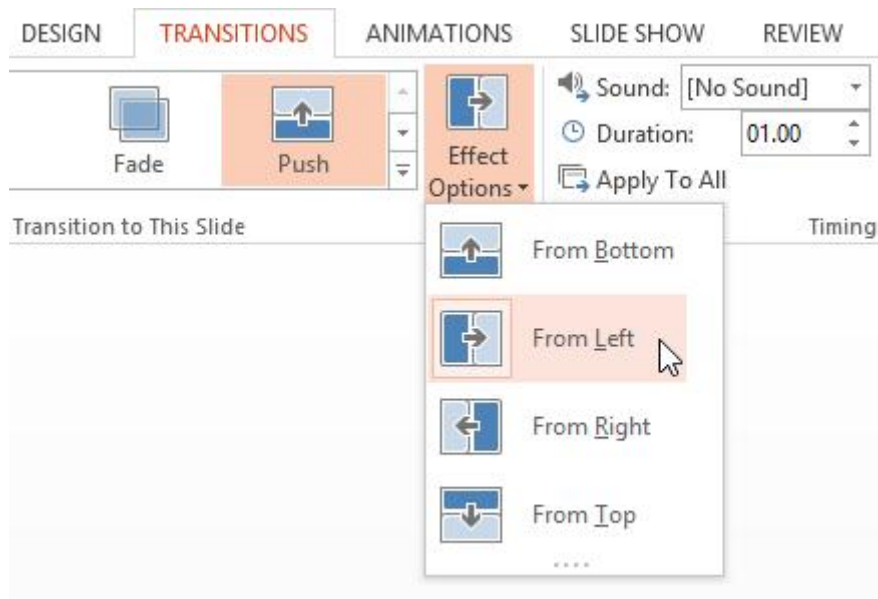 DESIGN TRANSITIONS ANIMATIONS SLIDE SHOW REVIEW
Fade Push Effect Options Sound: [No Sound]
Duration: 01.00
Apply To All
Transition to This Slide Timing
From Bottom
From Left
From Right
From Top